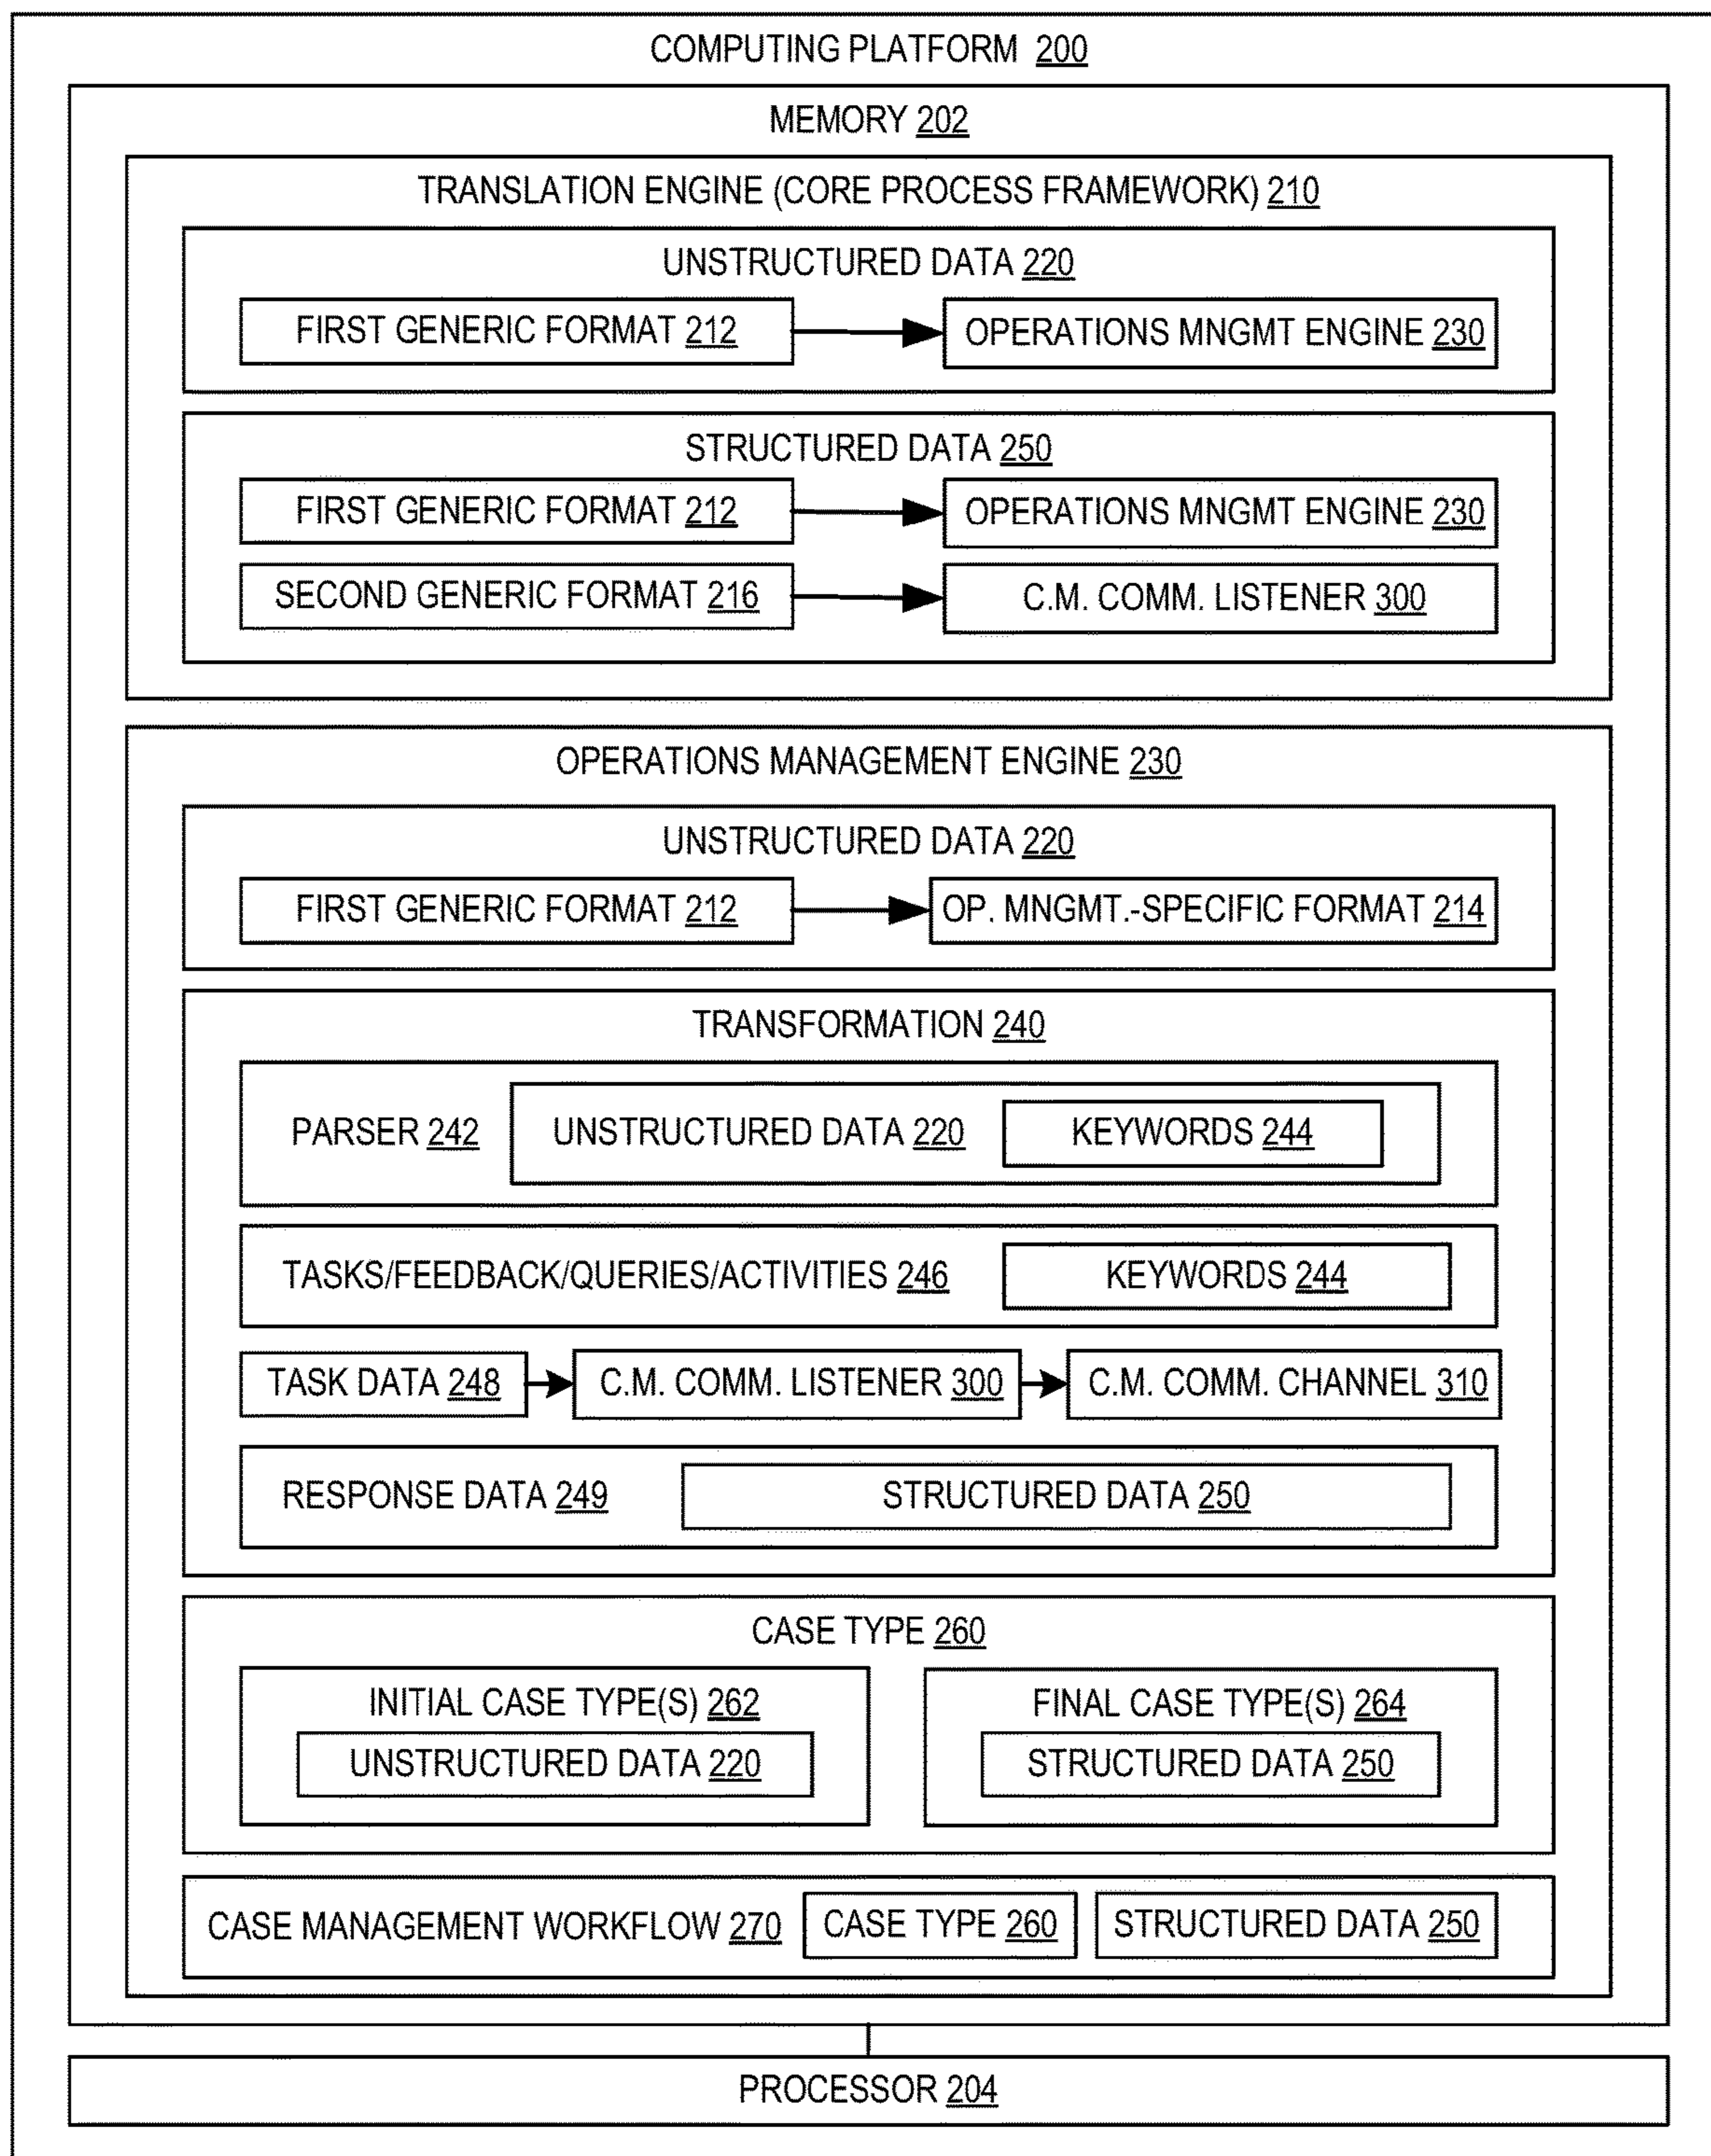 COMPUTING PLATFORM 200
MEMORY 202
TRANSLATION ENGINE (CORE PROCESS FRAMEWORK) 210
UNSTRUCTURED DATA 220
FIRST GENERIC FORMAT 212 OPERATIONS MNGMT ENGINE 230
STRUCTURED DATA 250
FIRST GENERIC FORMAT 212 OPERATIONS MNGMT ENGINE 230
SECOND GENERIC FORMAT 216 C.M. COMM. LISTENER 300
OPERATIONS MANAGEMENT ENGINE 230
UNSTRUCTURED DATA 220
FIRST GENERIC FORMAT 212 OP. MNGMT.-SPECIFIC FORMAT 214
TRANSFORMATION 240
PARSER 242 UNSTRUCTURED DATA 220 KEYWORDS 244
TASKS/FEEDBACK/QUERIES/ACTIVITIES 246 KEYWORDS 244
TASK DATA 248 C.M. COMM. LISTENER 300 C.M. COMM. CHANNEL 310
RESPONSE DATA 249 STRUCTURED DATA 250
CASE TYPE 260
INITIAL CASE TYPE(S) 262 FINAL CASE TYPE(S) 264
UNSTRUCTURED DATA 220 STRUCTURED DATA 250
CASE MANAGEMENT WORKFLOW 270 CASE TYPE 260 STRUCTURED DATA 250
PROCESSOR 204